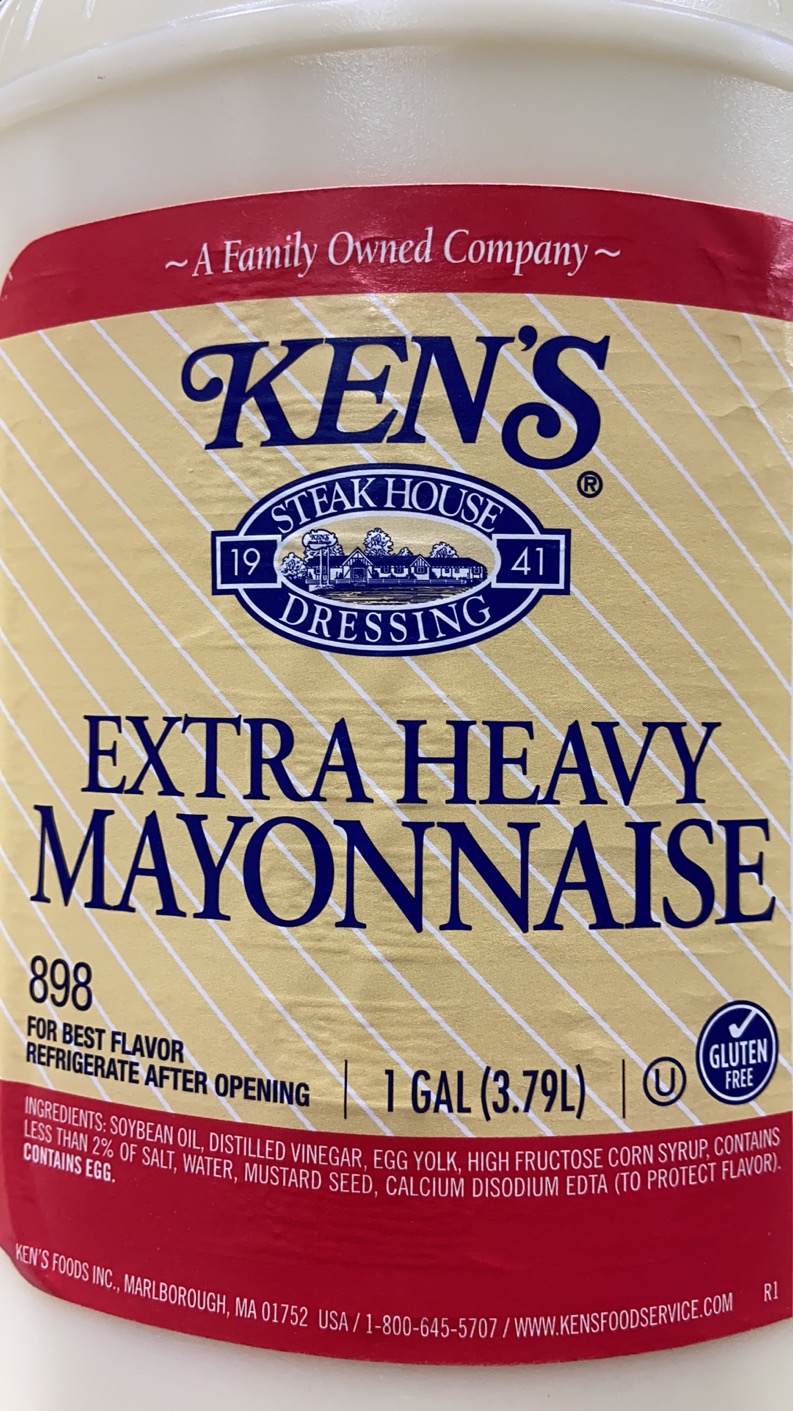 ~ A Family Owned Company ~
KEN'S
®
STEAK HOUSE
19 41
DRESSING
EXTRA HEAVY
MAYONNAISE
898
FOR BEST FLAVOR
REFRIGERATE AFTER OPENING
1 GAL (3.79L)
U
GLUTEN
FREE
INGREDIENTS: SOYBEAN OIL, DISTILLED VINEGAR, EGG YOLK, HIGH FRUCTOSE CORN SYRUP, CONTAINS
LESS THAN 2% OF SALT, WATER, MUSTARD SEED, CALCIUM DISODIUM EDTA (TO PROTECT FLAVOR).
CONTAINS EGG.
KEN'S FOODS INC., MARLBOROUGH, MA 01752 USA / 1-800-645-5707 / WWW.KENSFOODSERVICE.COM
R1